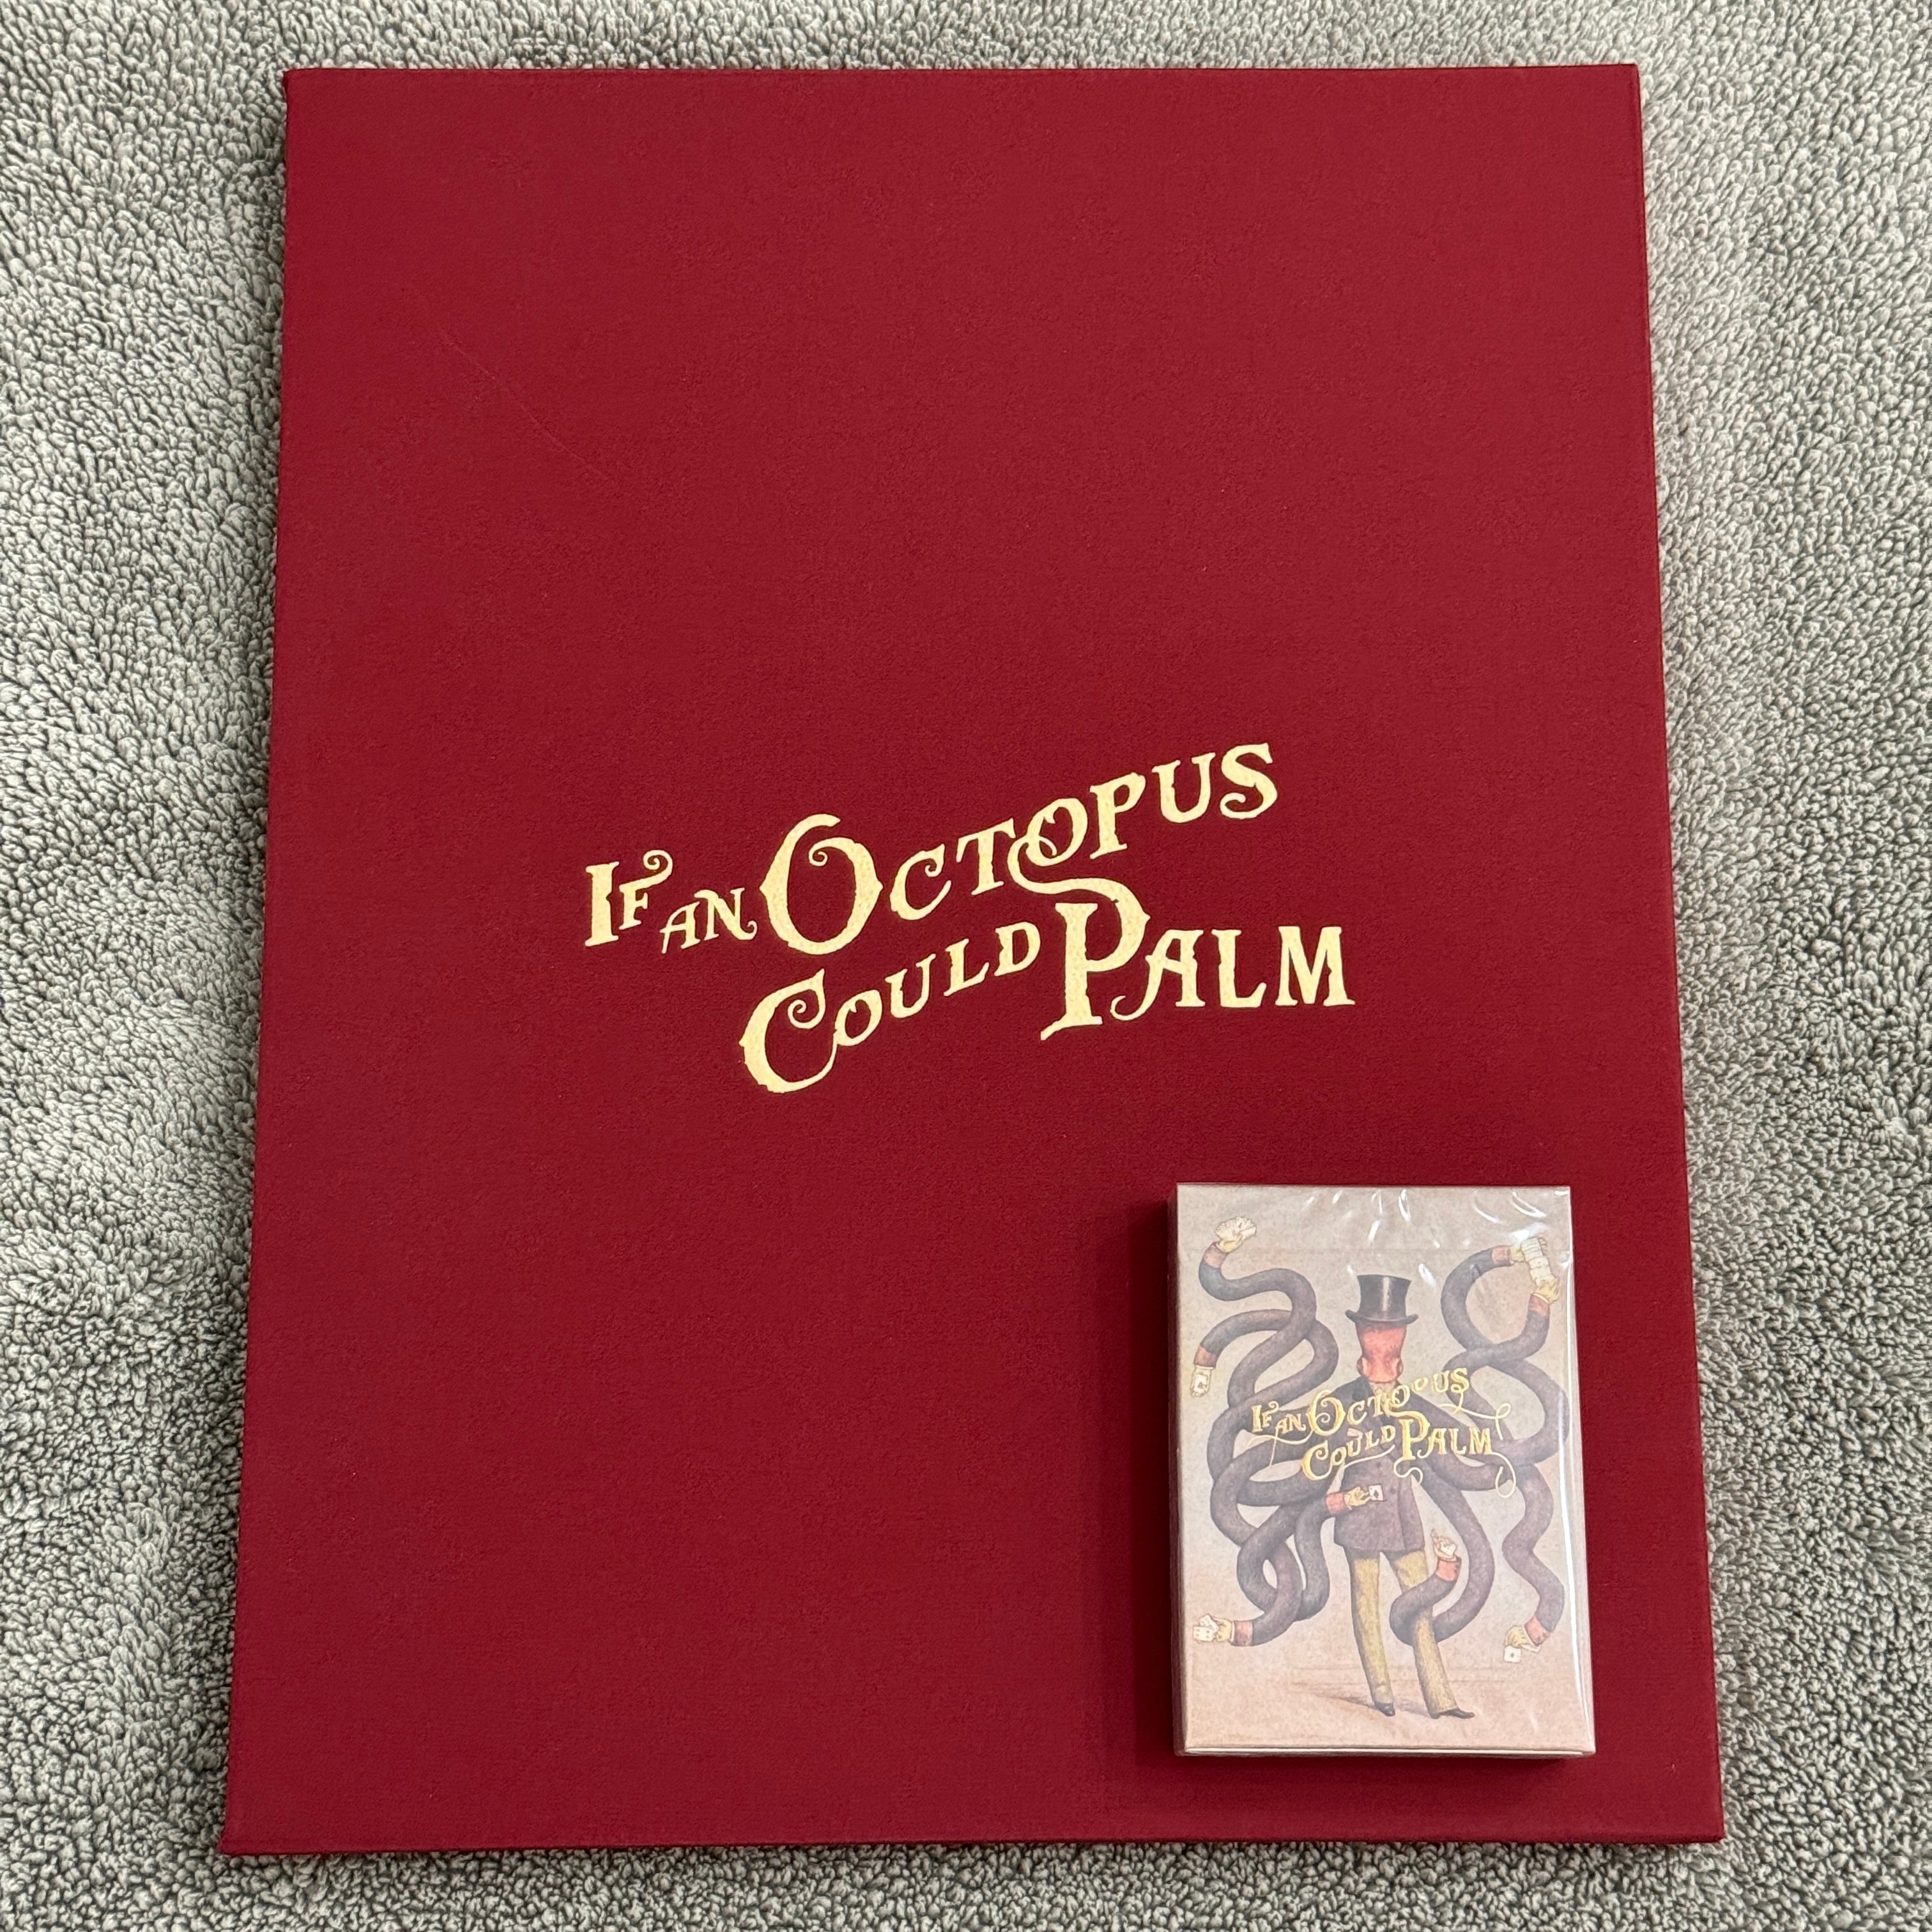 If an Octopus
Could Palm
If an Octopus
Could Palm